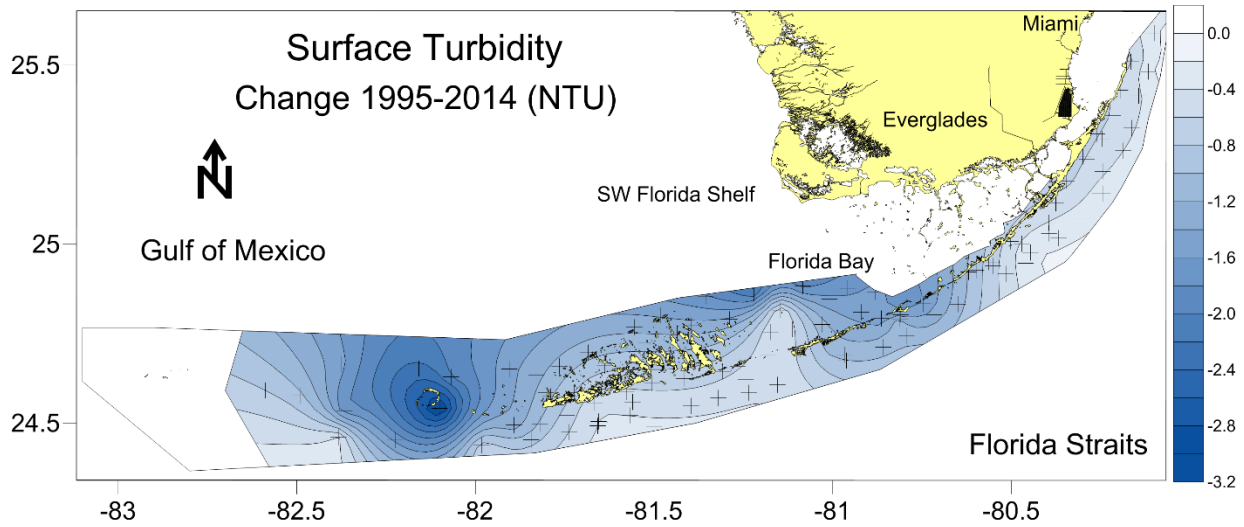 Surface Turbidity
Change 1995-2014 (NTU)
N
Gulf of Mexico
SW Florida Shelf
Florida Bay
Everglades
Miami
Florida Straits
25.5
25
24.5
-83
-82.5
-82
-81.5
-81
-80.5
0.0
-0.4
-0.8
-1.2
-1.6
-2.0
-2.4
-2.8
-3.2